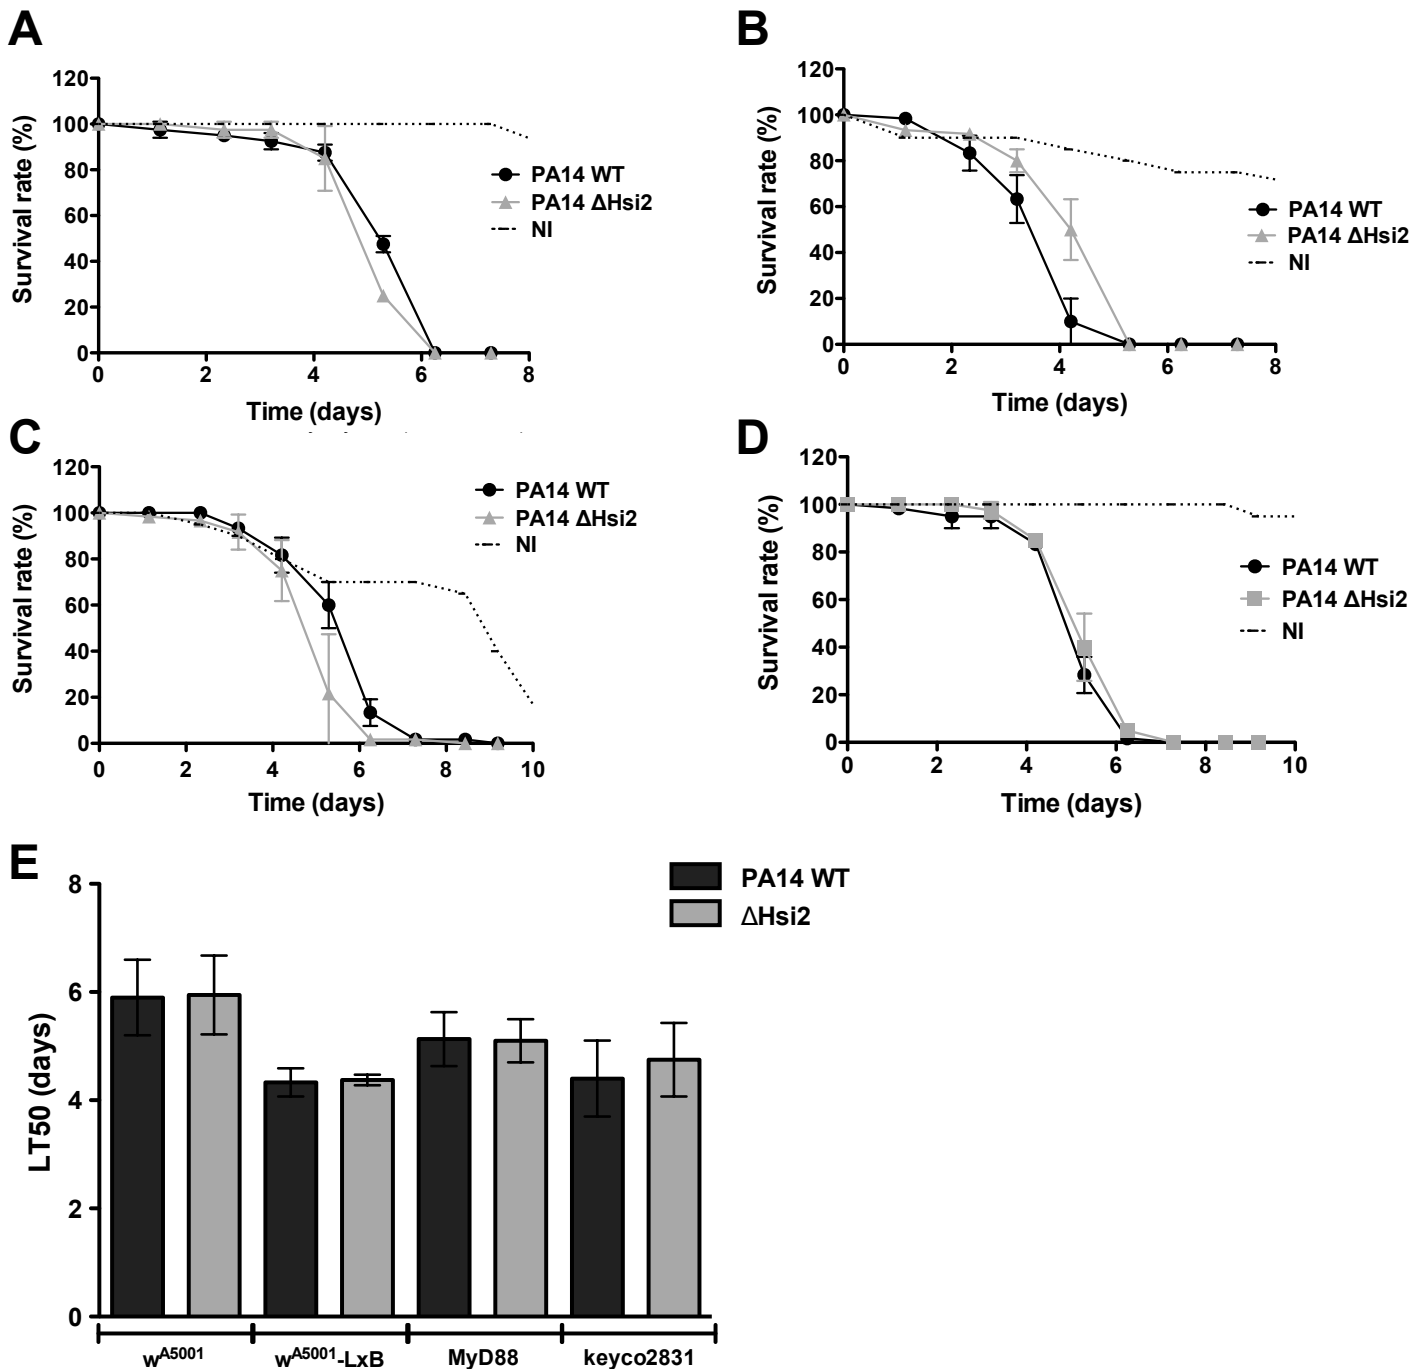 A
120
100
80
60
40
20
0
Survival rate (%)
0 2 4 6 8
Time (days)
PA14 WT
PA14 ΔHsi2
NI
B
120
100
80
60
40
20
0
Survival rate (%)
0 2 4 6 8
Time (days)
PA14 WT
PA14 ΔHsi2
NI
C
120
100
80
60
40
20
0
Survival rate (%)
0 2 4 6 8 10
Time (days)
PA14 WT
PA14 ΔHsi2
NI
D
120
100
80
60
40
20
0
Survival rate (%)
0 2 4 6 8 10
Time (days)
PA14 WT
PA14 ΔHsi2
NI
E
8
6
4
2
0
LT50 (days)
PA14 WT
ΔHsi2
wA5001 wA5001-LxB MyD88 keyco2831